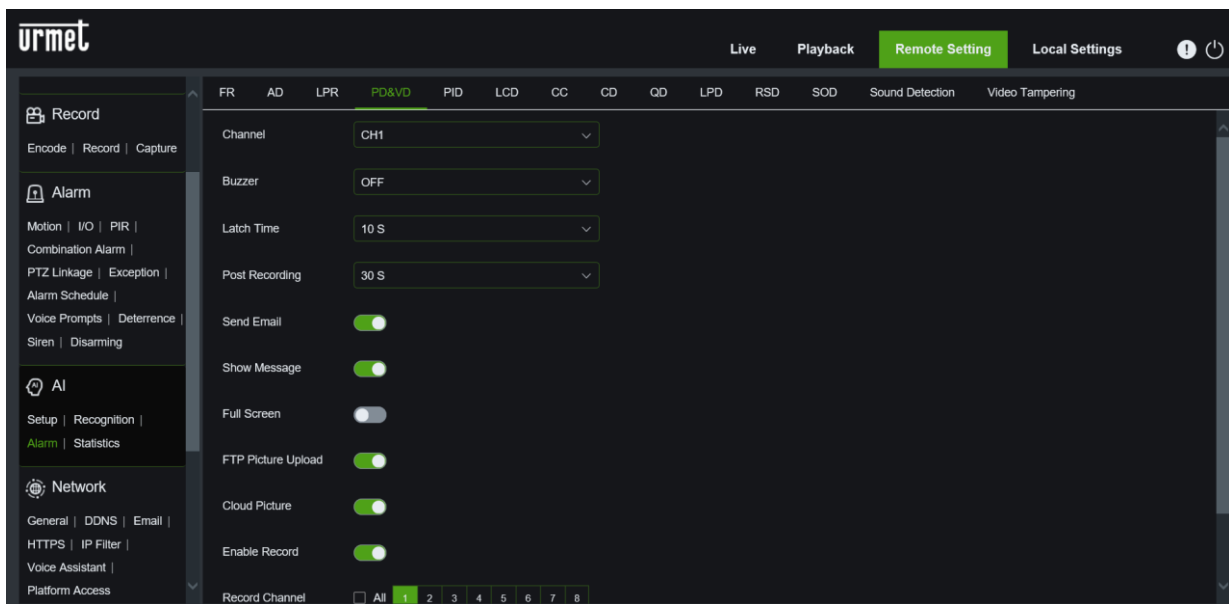 urmet
Live Playback Remote Setting Local Settings
Record
Encode | Record | Capture
Alarm
Motion | I/O | PIR |
Combination Alarm |
PTZ Linkage | Exception |
Alarm Schedule |
Voice Prompts | Deterrence |
Siren | Disarming
AI
Setup | Recognition |
Alarm | Statistics
Network
General | DDNS | Email |
HTTPS | IP Filter |
Voice Assistant |
Platform Access
FR AD LPR PD&VD PID LCD CC CD QD LPD RSD SOD Sound Detection Video Tampering
Channel CH1
Buzzer OFF
Latch Time 10 S
Post Recording 30 S
Send Email
Show Message
Full Screen
FTP Picture Upload
Cloud Picture
Enable Record
Record Channel All 1 2 3 4 5 6 7 8